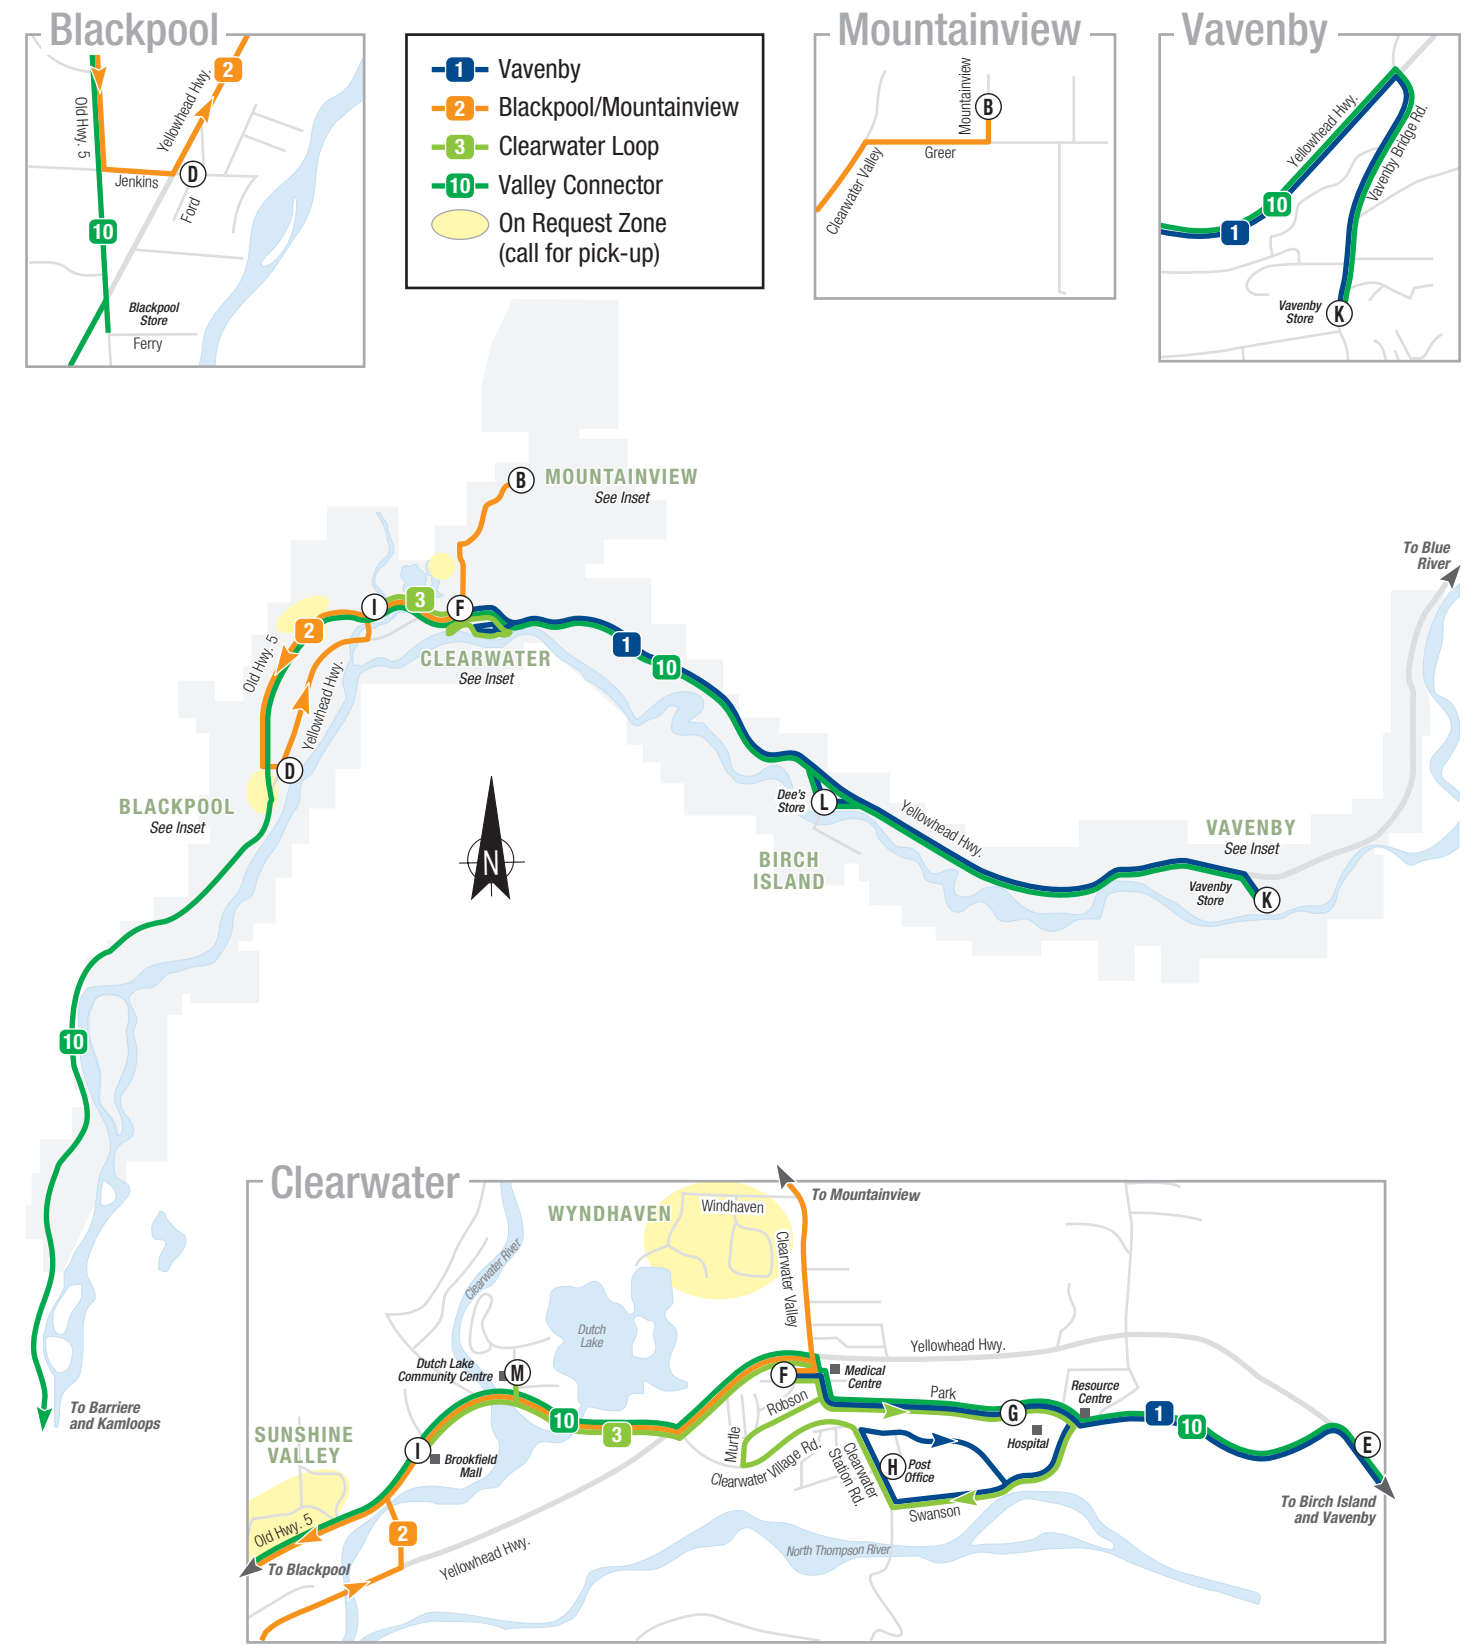 Blackpool
Old Hwy. 5
Yellowhead Hwy.
2
Jenkins
D
Ford
10
Blackpool
Store
Ferry
1 Vavenby
2 Blackpool/Mountainview
3 Clearwater Loop
10 Valley Connector
On Request Zone
(call for pick-up)
Mountainview
Mountainview
B
Greer
Clearwater Valley
Vavenby
Yellowhead Hwy.
Vavenby Bridge Rd.
10
1
Vavenby
Store
K
B
MOUNTAINVIEW
See Inset
To Blue
River
I
3
F
2
Old Hwy. 5
Yellowhead Hwy.
CLEARWATER
See Inset
1
10
D
BLACKPOOL
See Inset
N
Dee's
Store
L
Yellowhead Hwy.
BIRCH
ISLAND
VAVENBY
See Inset
Vavenby
Store
K
10
To Barriere
and Kamloops
Clearwater
To Mountainview
WYNDHAVEN
Windhaven
Clearwater River
Clearwater Valley
Dutch
Lake
Yellowhead Hwy.
Dutch Lake
Community Centre
M
F
Medical
Centre
Robson
Park
G
Resource
Centre
Hospital
1
10
E
10
3
SUNSHINE
VALLEY
I
Brookfield
Mall
Murtle
Clearwater Village Rd.
Clearwater
Station Rd.
H
Post
Office
Swanson
To Birch Island
and Vavenby
Old Hwy. 5
2
To Blackpool
Yellowhead Hwy.
North Thompson River